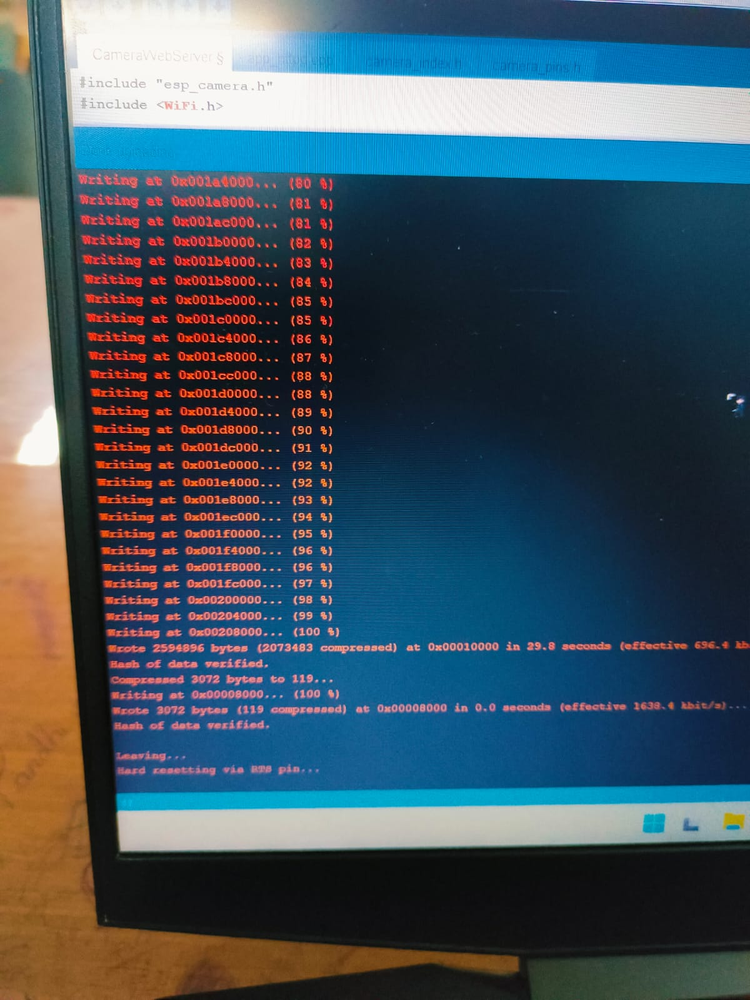 CameraWebServer §
app_httpd.cpp
camera_index.h
camera_pins.h
#include "esp_camera.h"
#include <WiFi.h>
Done uploading.
Writing at 0x001a4000... (80 %)
Writing at 0x001a8000... (81 %)
Writing at 0x001ac000... (81 %)
Writing at 0x001b0000... (82 %)
Writing at 0x001b4000... (83 %)
Writing at 0x001b8000... (84 %)
Writing at 0x001bc000... (85 %)
Writing at 0x001c0000... (85 %)
Writing at 0x001c4000... (86 %)
Writing at 0x001c8000... (87 %)
Writing at 0x001cc000... (88 %)
Writing at 0x001d0000... (88 %)
Writing at 0x001d4000... (89 %)
Writing at 0x001d8000... (90 %)
Writing at 0x001dc000... (91 %)
Writing at 0x001e0000... (92 %)
Writing at 0x001e4000... (92 %)
Writing at 0x001e8000... (93 %)
Writing at 0x001ec000... (94 %)
Writing at 0x001f0000... (95 %)
Writing at 0x001f4000... (96 %)
Writing at 0x001f8000... (96 %)
Writing at 0x001fc000... (97 %)
Writing at 0x00200000... (98 %)
Writing at 0x00204000... (99 %)
Writing at 0x00208000... (100 %)
Wrote 2594896 bytes (2073483 compressed) at 0x00010000 in 29.8 seconds (effective 696.4 kb
Hash of data verified.
Compressed 3072 bytes to 119...
Writing at 0x00008000... (100 %)
Wrote 3072 bytes (119 compressed) at 0x00008000 in 0.0 seconds (effective 1638.4 kbit/s)...
Hash of data verified.
Leaving...
Hard resetting via RTS pin...